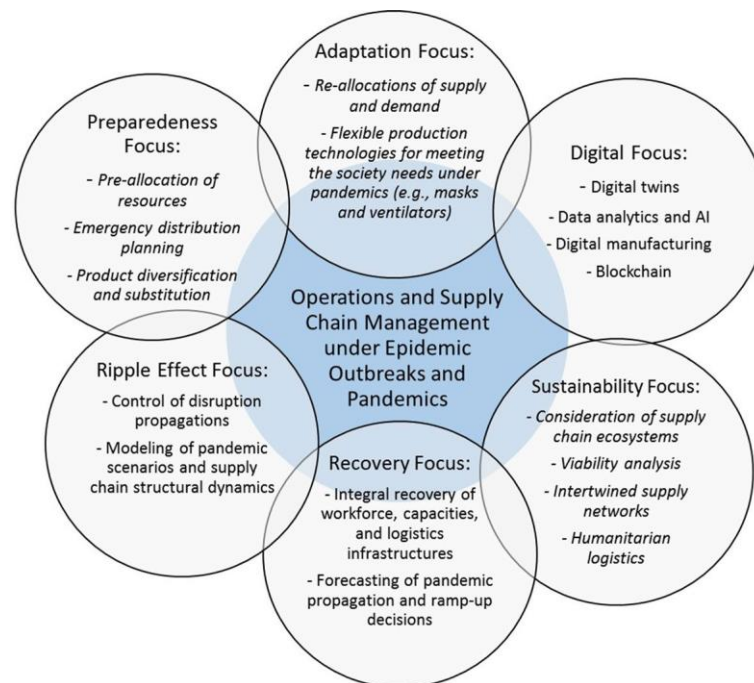 Adaptation Focus:
- Re-allocations of supply
and demand
- Flexible production
technologies for meeting
the society needs under
pandemics (e.g., masks
and ventilators)
Preparedeness
Focus:
- Pre-allocation of
resources
- Emergency distribution
planning
- Product diversification
and substitution
Digital Focus:
- Digital twins
- Data analytics and AI
- Digital manufacturing
- Blockchain
Operations and Supply
Chain Management
under Epidemic
Outbreaks and
Pandemics
Ripple Effect Focus:
- Control of disruption
propagations
- Modeling of pandemic
scenarios and supply
chain structural dynamics
Sustainability Focus:
- Consideration of supply
chain ecosystems
- Viability analysis
- Intertwined supply
networks
- Humanitarian
logistics
Recovery Focus:
- Integral recovery of
workforce, capacities,
and logistics
infrastructures
- Forecasting of pandemic
propagation and ramp-up
decisions